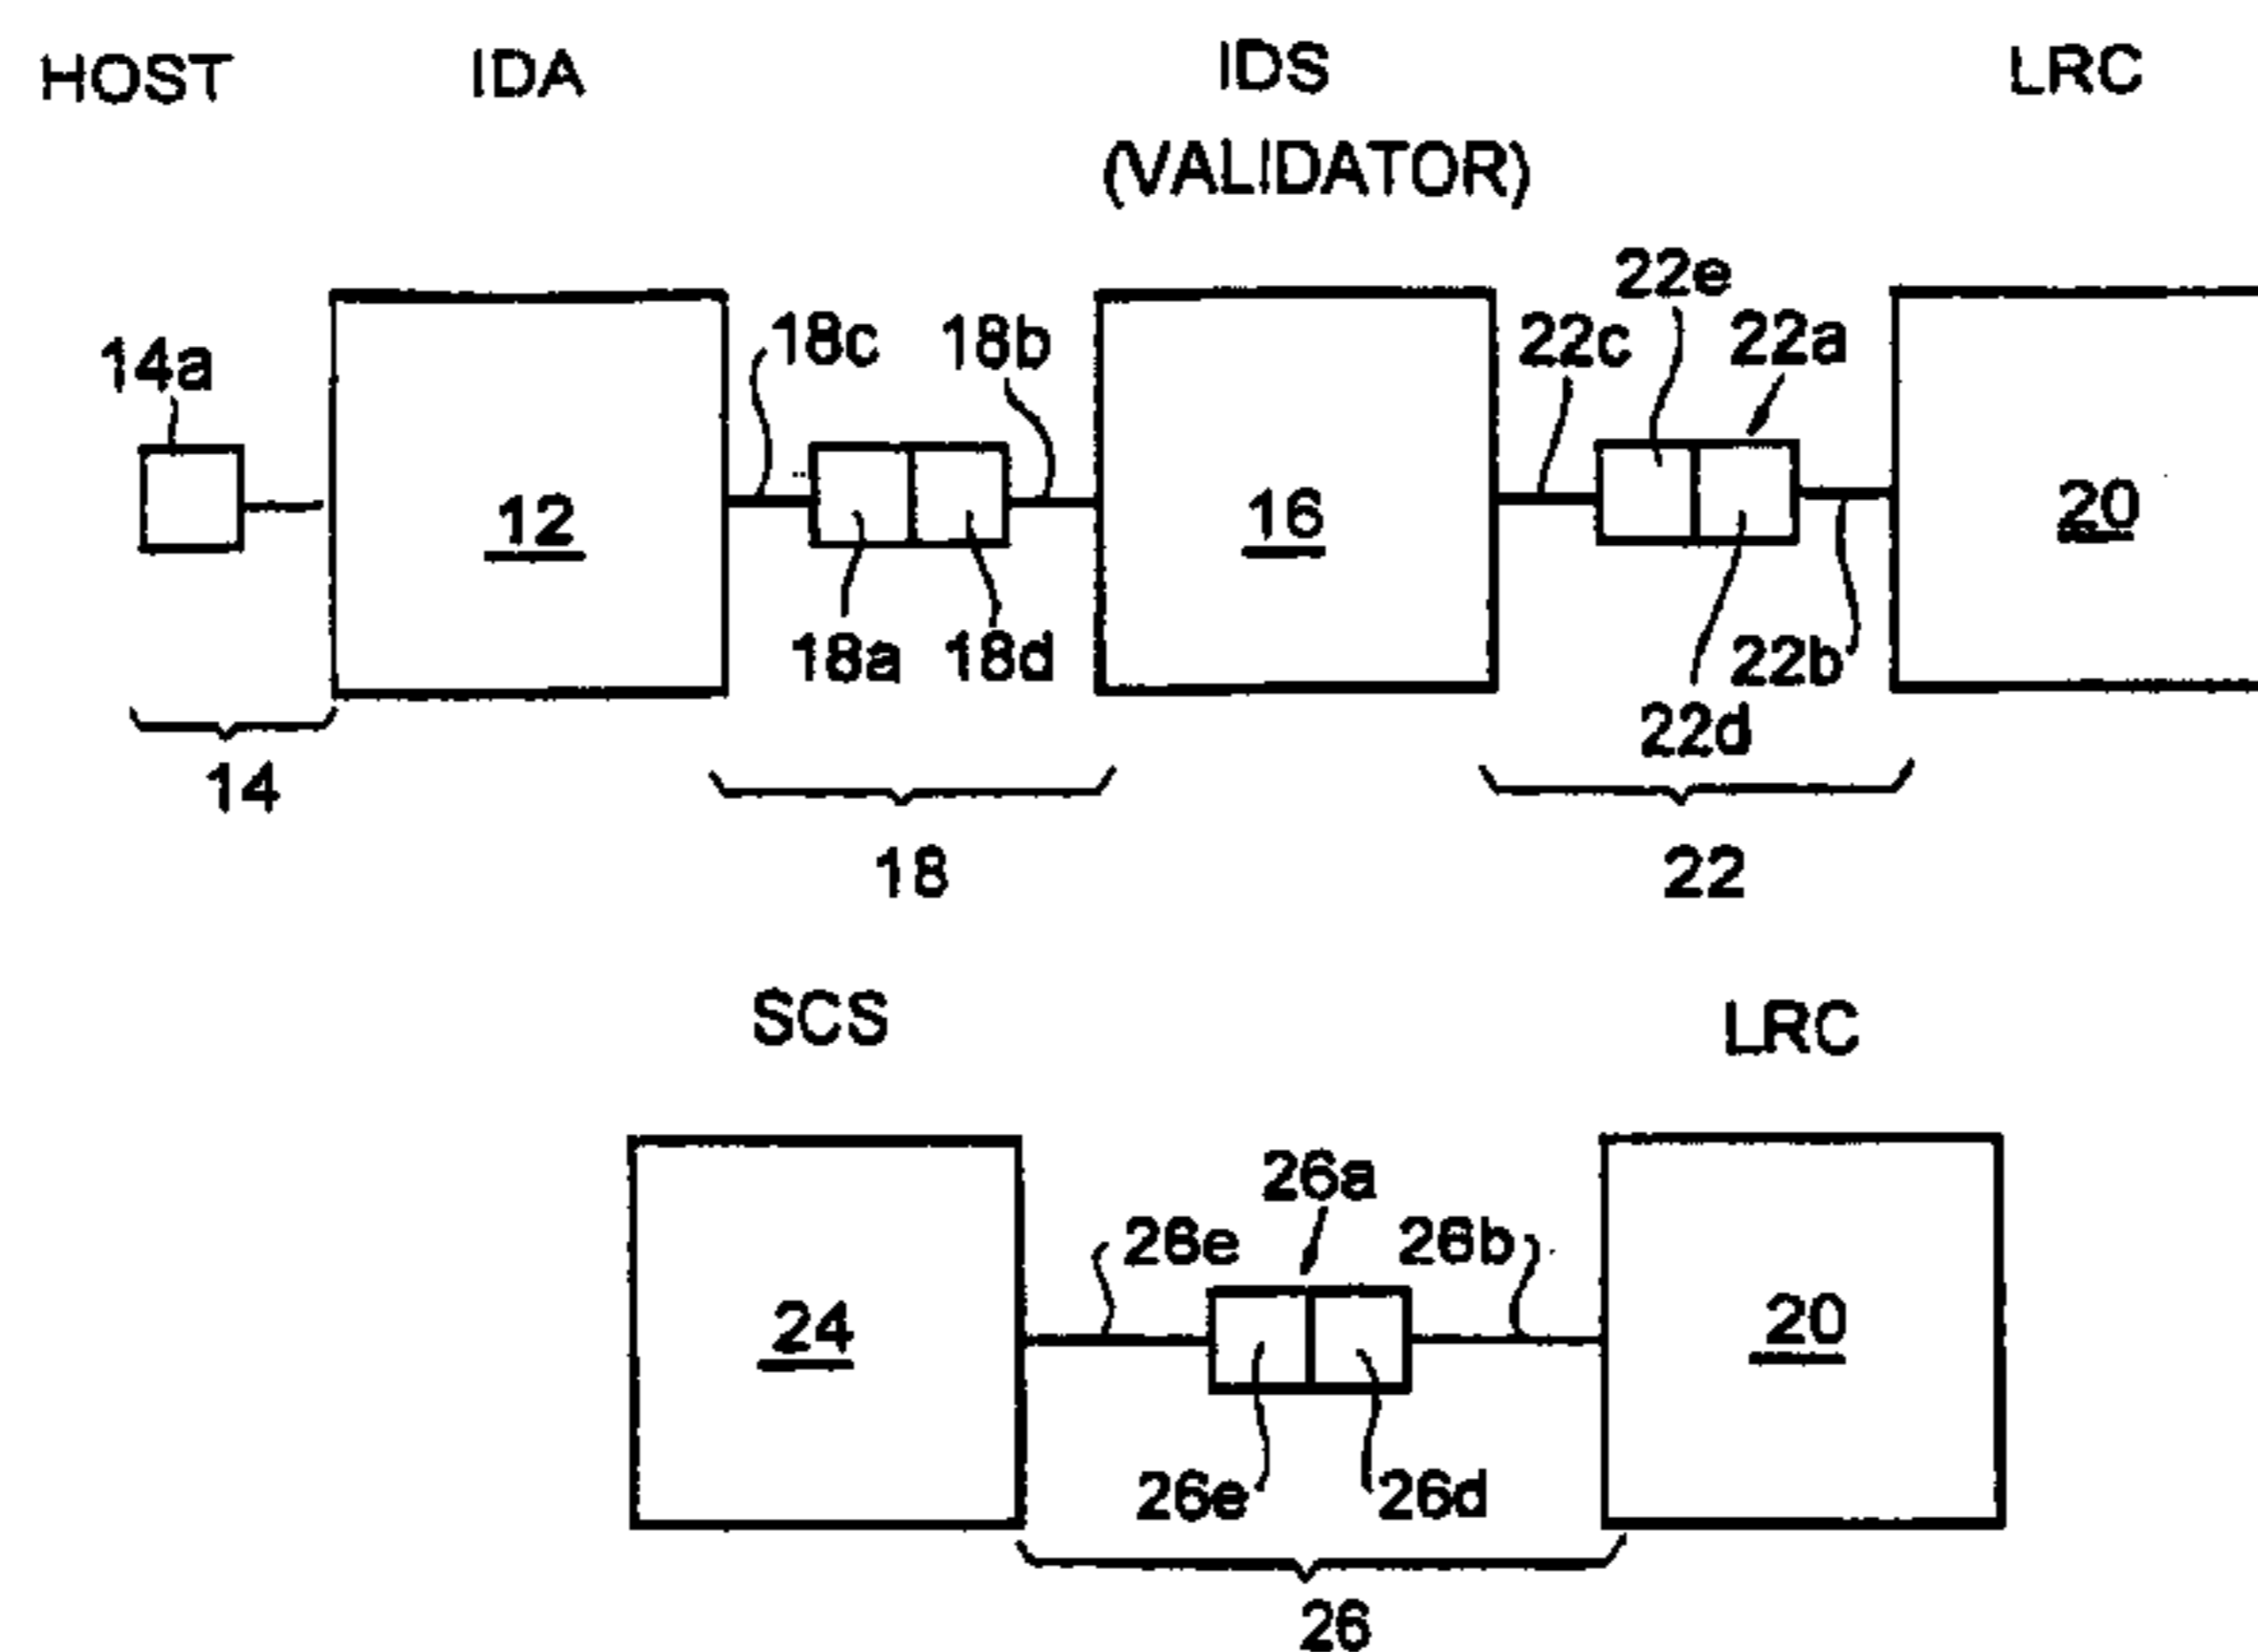 HOST IDA IDS LRC
(VALIDATOR)
22e
14a 18c 18b 22c 22a
12 16 20
18a 18d 22b
22d
14
18 22
SCS LRC
26a
26e 26b
24 20
26e 26d
26